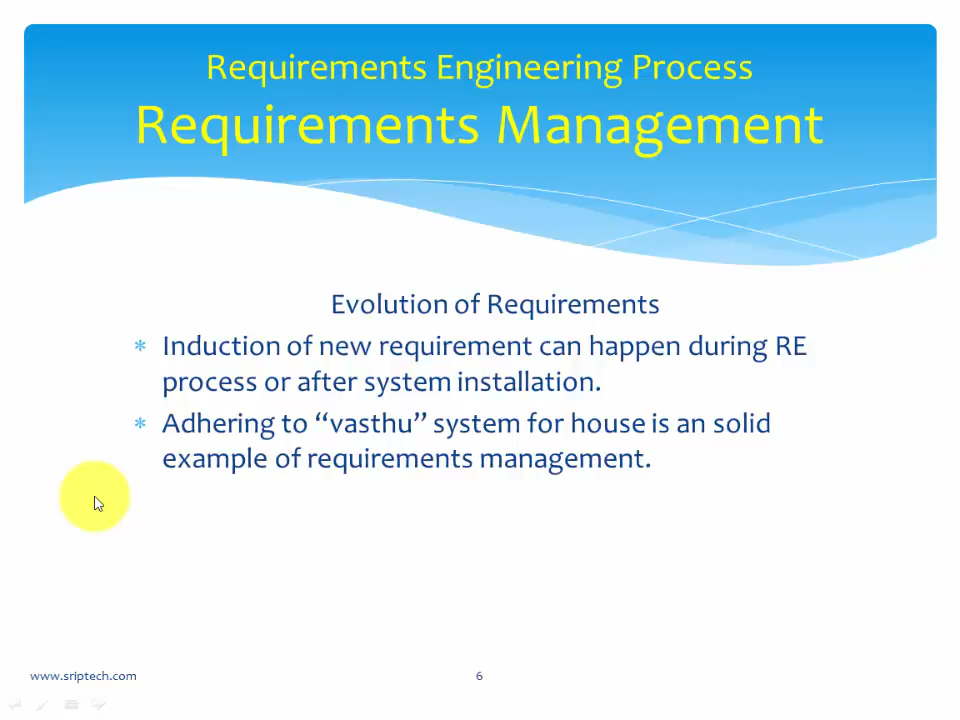 Requirements Engineering Process
Requirements Management
Evolution of Requirements
* Induction of new requirement can happen during RE
process or after system installation.
* Adhering to “vasthu” system for house is an solid
example of requirements management.
www.sriptech.com
6